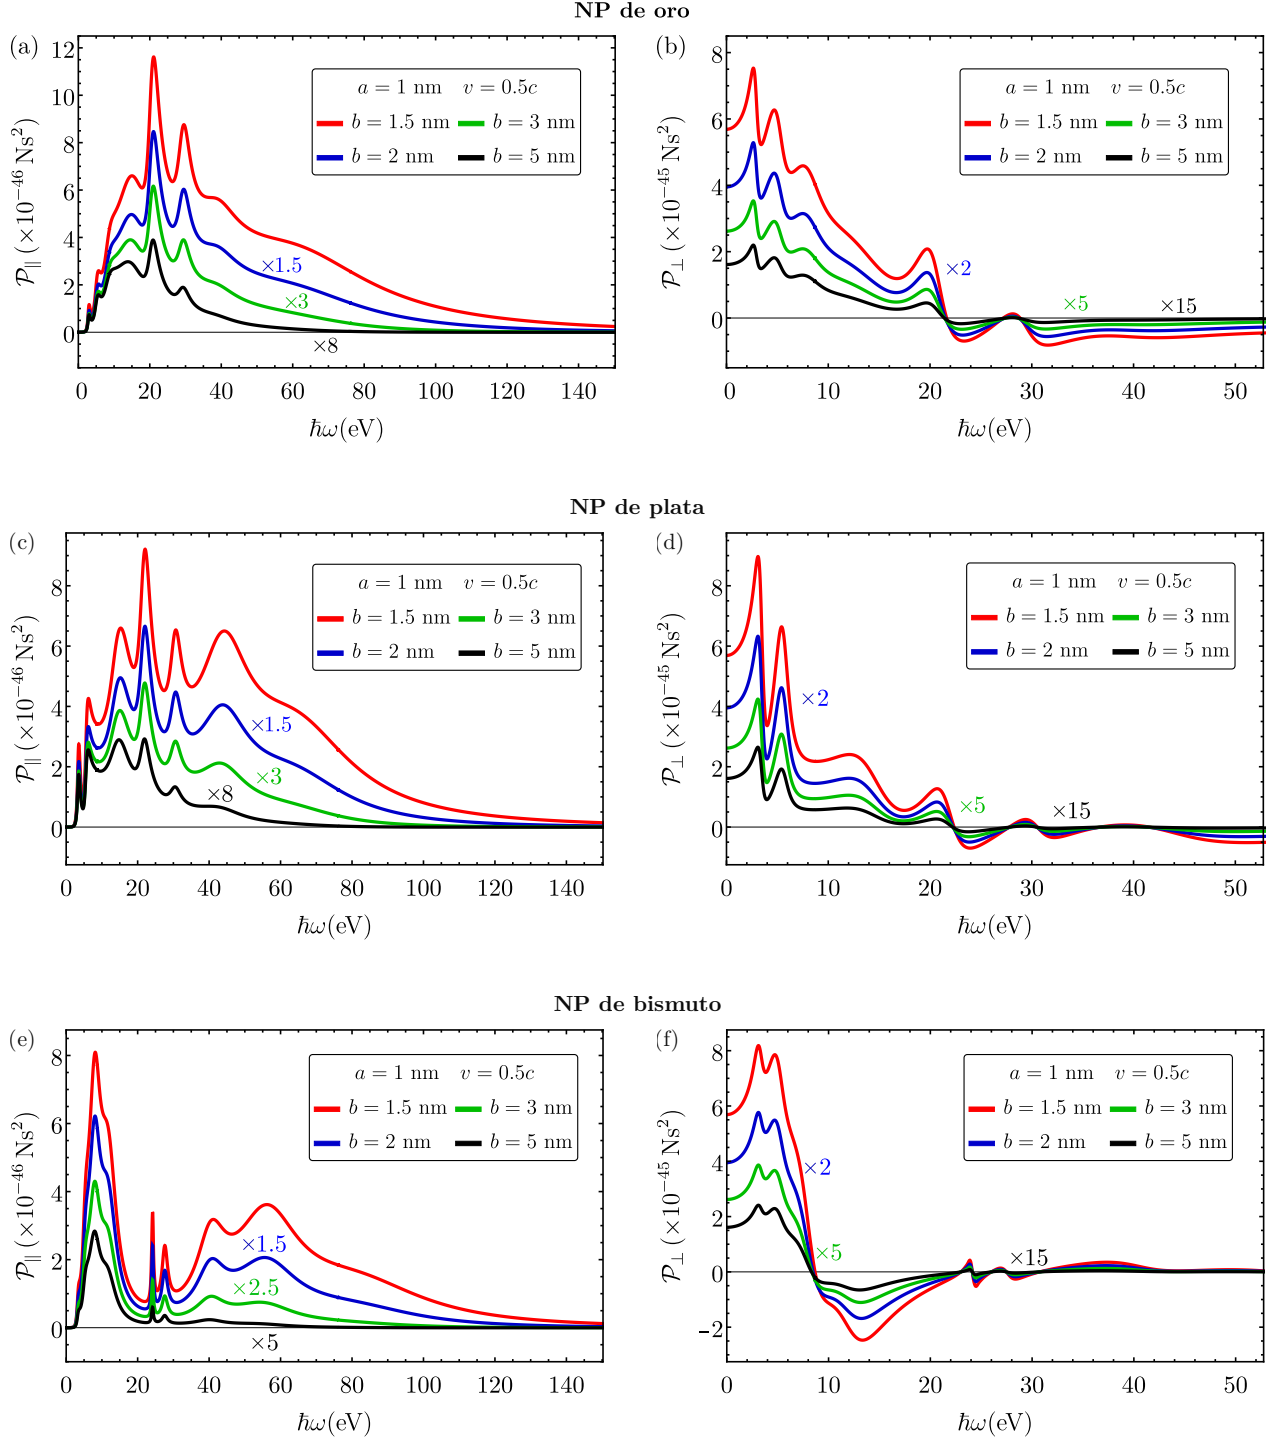 NP de oro
(a)
12
10
8
6
4
2
0
𝒫∥ (×10⁻⁴⁶ Ns²)
a = 1 nm v = 0.5c
b = 1.5 nm b = 3 nm
b = 2 nm b = 5 nm
×1.5
×3
×8
0 20 40 60 80 100 120 140
ħω(eV)
(b)
8
6
4
2
0
𝒫⊥ (×10⁻⁴⁵ Ns²)
a = 1 nm v = 0.5c
b = 1.5 nm b = 3 nm
b = 2 nm b = 5 nm
×2
×5 ×15
0 10 20 30 40 50
ħω(eV)
NP de plata
(c)
8
6
4
2
0
𝒫∥ (×10⁻⁴⁶ Ns²)
a = 1 nm v = 0.5c
b = 1.5 nm b = 3 nm
b = 2 nm b = 5 nm
×1.5
×3
×8
0 20 40 60 80 100 120 140
ħω(eV)
(d)
8
6
4
2
0
𝒫⊥ (×10⁻⁴⁵ Ns²)
a = 1 nm v = 0.5c
b = 1.5 nm b = 3 nm
b = 2 nm b = 5 nm
×2
×5 ×15
0 10 20 30 40 50
ħω(eV)
NP de bismuto
(e)
8
6
4
2
0
𝒫∥ (×10⁻⁴⁶ Ns²)
a = 1 nm v = 0.5c
b = 1.5 nm b = 3 nm
b = 2 nm b = 5 nm
×1.5
×2.5
×5
0 20 40 60 80 100 120 140
ħω(eV)
(f)
8
6
4
2
0
−2
𝒫⊥ (×10⁻⁴⁵ Ns²)
a = 1 nm v = 0.5c
b = 1.5 nm b = 3 nm
b = 2 nm b = 5 nm
×2
×5 ×15
0 10 20 30 40 50
ħω(eV)